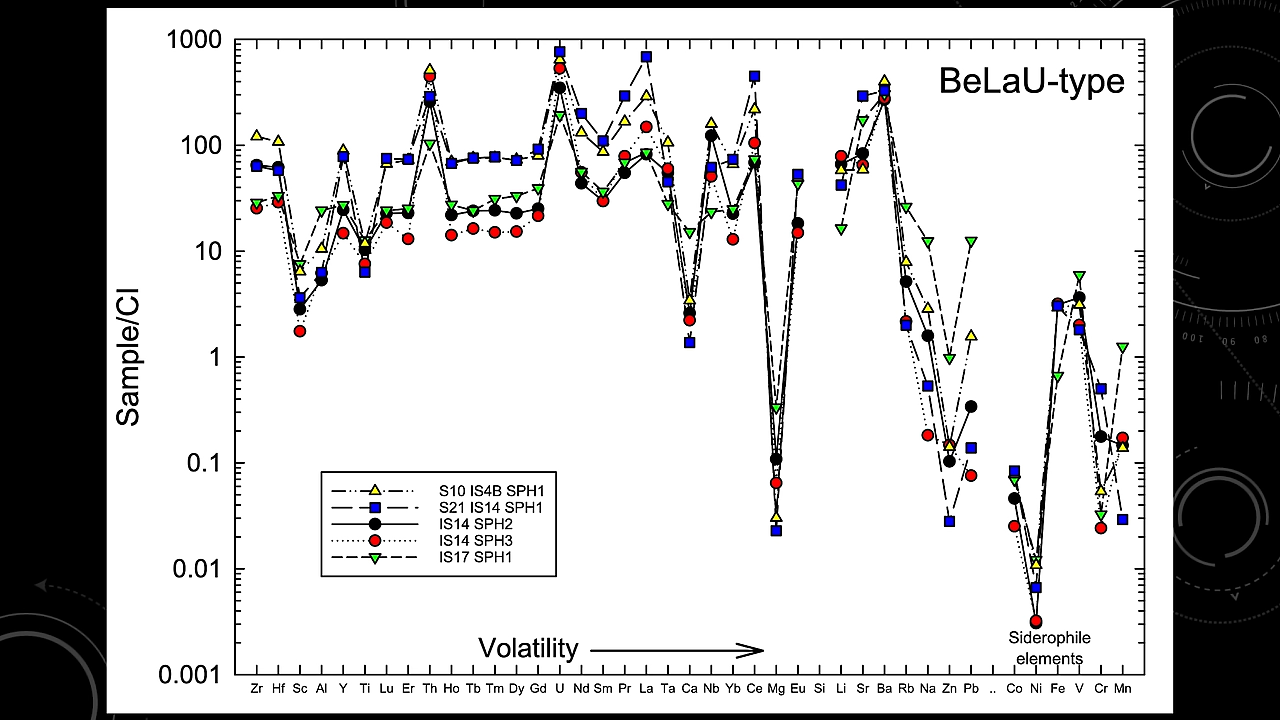 BeLaU-type
1000
100
10
1
0.1
0.01
0.001
Sample/CI
S10 IS4B SPH1
S21 IS14 SPH1
IS14 SPH2
IS14 SPH3
IS17 SPH1
Volatility
Siderophile
elements
Zr Hf Sc Al Y Ti Lu Er Th Ho Tb Tm Dy Gd U Nd Sm Pr La Ta Ca Nb Yb Ce Mg Eu Si Li Sr Ba Rb Na Zn Pb .. Co Ni Fe V Cr Mn
100 90 80